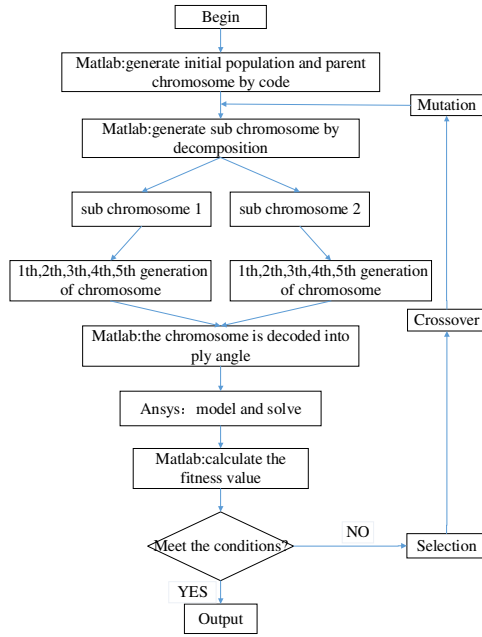 Begin
Matlab:generate initial population and parent
chromosome by code
Mutation
Matlab:generate sub chromosome by
decomposition
sub chromosome 1
sub chromosome 2
1th,2th,3th,4th,5th generation
of chromosome
1th,2th,3th,4th,5th generation
of chromosome
Crossover
Matlab:the chromosome is decoded into
ply angle
Ansys：model and solve
Matlab:calculate the
fitness value
Meet the conditions?
NO
Selection
YES
Output